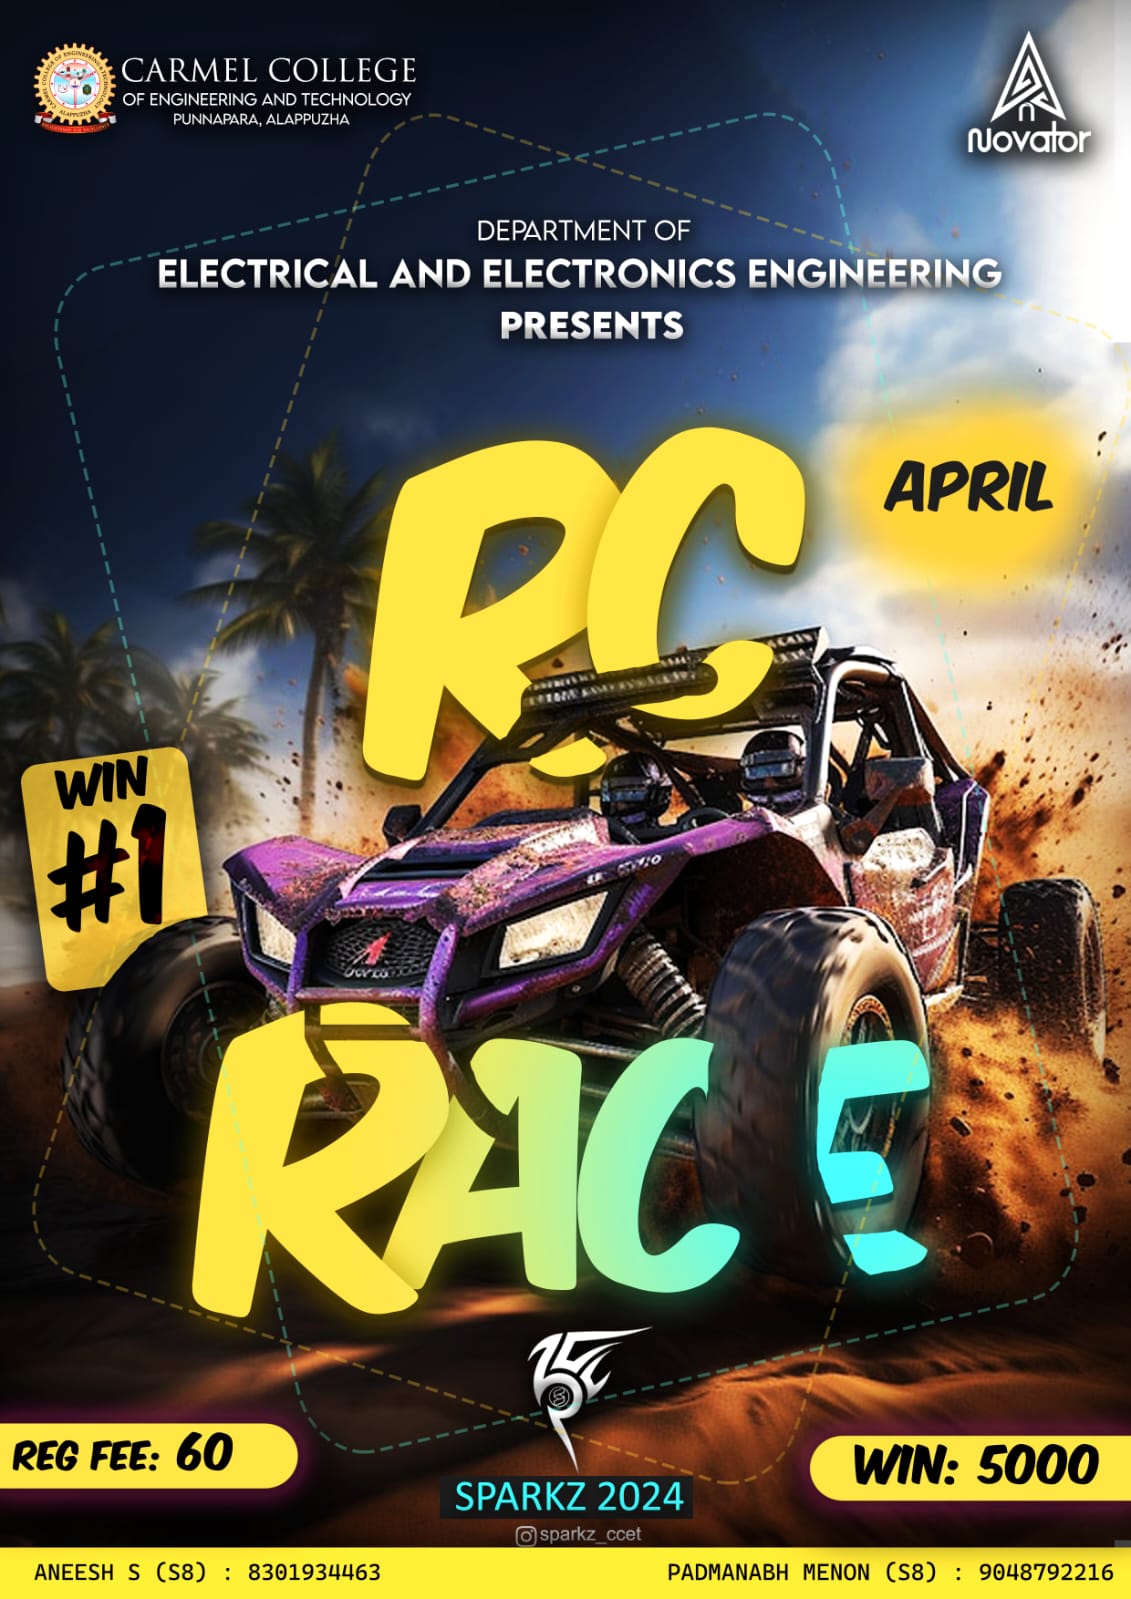 CARMEL COLLEGE
OF ENGINEERING AND TECHNOLOGY
PUNNAPARA, ALAPPUZHA
Novator
DEPARTMENT OF
ELECTRICAL AND ELECTRONICS ENGINEERING
PRESENTS
RC
APRIL
WIN
#1
RACE
REG FEE: 60
WIN: 5000
SPARKZ 2024
sparkz_ccet
ANEESH S (S8) : 8301934463
PADMANABH MENON (S8) : 9048792216